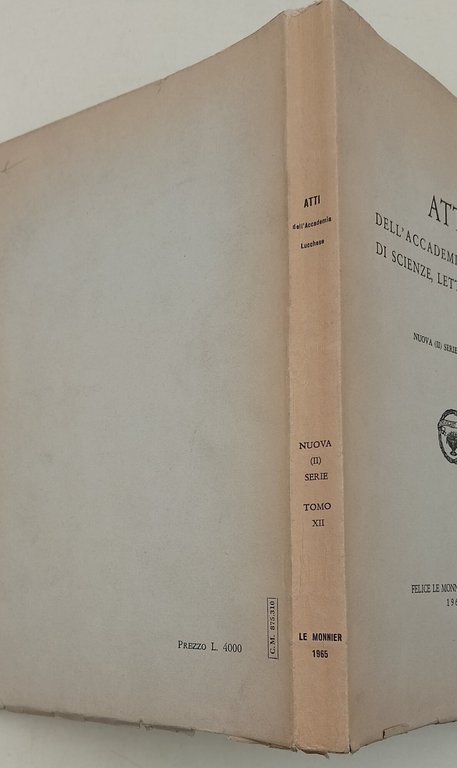 PREZZO L. 4000
C. M. 875.310
ATTI
dell'Accademia
Lucchese
NUOVA
(II)
SERIE
TOMO
XII
LE MONNIER
1965
ATT
DELL'ACCADEMI
DI SCIENZE, LETT
NUOVA (II) SERIE
FELICE LE MONN
196